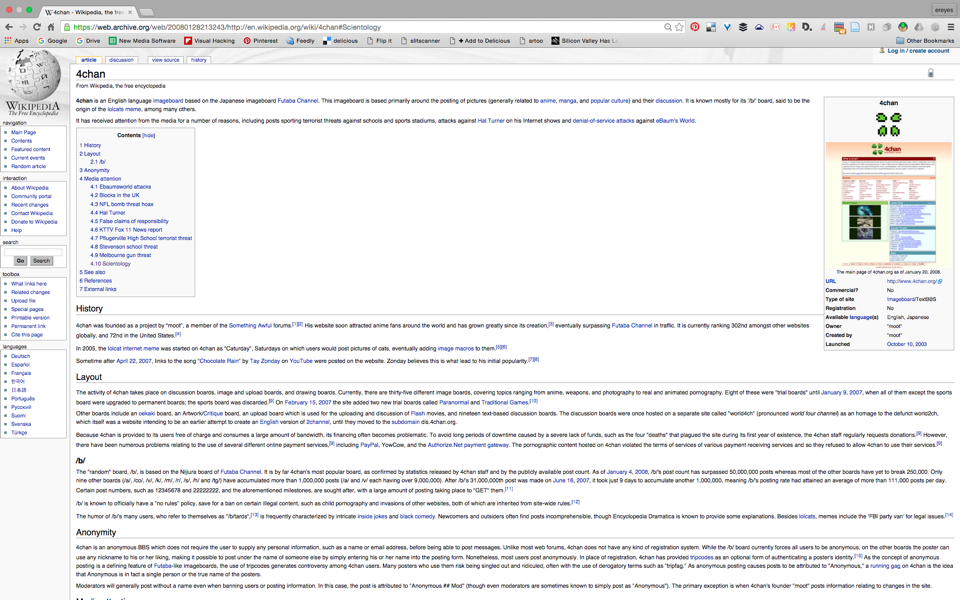 W 4chan - Wikipedia, the free
ereyes
https://web.archive.org/web/20080128213243/http://en.wikipedia.org/wiki/4chan#Scientology
Apps Google Drive New Media Software Visual Hacking Pinterest Feedly delicious Flip it slitscanner + Add to Delicious artoo Silicon Valley Has Other Bookmarks
Log in / create account
article discussion view source history
WIKIPEDIA
The Free Encyclopedia
navigation
Main Page
Contents
Featured content
Current events
Random article
interaction
About Wikipedia
Community portal
Recent changes
Contact Wikipedia
Donate to Wikipedia
Help
search
Go Search
toolbox
What links here
Related changes
Upload file
Special pages
Printable version
Permanent link
Cite this page
languages
Deutsch
Español
Français
한국어
日本語
Português
Русский
Suomi
Svenska
Türkçe
4chan
From Wikipedia, the free encyclopedia
4chan is an English language imageboard based on the Japanese imageboard Futaba Channel. This imageboard is based primarily around the posting of pictures (generally related to anime, manga, and popular culture) and their discussion. It is known mostly for its '/b/' board, said to be the
origin of the lolcats meme, among many others.
It has received attention from the media for a number of reasons, including posts sporting terrorist threats against schools and sports stadiums, attacks against Hal Turner on his Internet shows and denial-of-service attacks against eBaum's World.
Contents [hide]
1 History
2 Layout
2.1 /b/
3 Anonymity
4 Media attention
4.1 Ebaumsworld attacks
4.2 Blocks in the UK
4.3 NFL bomb threat hoax
4.4 Hal Turner
4.5 False claims of responsibility
4.6 KTTV Fox 11 News report
4.7 Pflugerville High School terrorist threat
4.8 Stevenson school threat
4.9 Melbourne gun threat
4.10 Scientology
5 See also
6 References
7 External links
4chan
4chan
The main page of 4chan.org as of January 20, 2008.
URL http://www.4chan.org/
Commercial? No
Type of site Imageboard/TextBBS
Registration No
Available language(s) English, Japanese
Owner "moot"
Created by "moot"
Launched October 10, 2003
History
4chan was founded as a project by "moot", a member of the Something Awful forums.[1][2] His website soon attracted anime fans around the world and has grown greatly since its creation,[3] eventually surpassing Futaba Channel in traffic. It is currently ranking 302nd amongst other websites
globally, and 72nd in the United States.[4]
In 2005, the lolcat internet meme was started on 4chan as "Caturday", Saturdays on which users would post pictures of cats, eventually adding image macros to them.[5][6]
Sometime after April 22, 2007, links to the song "Chocolate Rain" by Tay Zonday on YouTube were posted on the website. Zonday believes this is what lead to his initial popularity.[7][8]
Layout
The activity of 4chan takes place on discussion boards, image and upload boards, and drawing boards. Currently, there are thirty-five different image boards, covering topics ranging from anime, weapons, and photography to real and animated pornography. Eight of these were "trial boards" until January 9, 2007, when all of them except the sports
board were upgraded to permanent boards; the sports board was discarded.[9] On February 15, 2007 the site added two new trial boards called Paranormal and Traditional Games.[10]
Other boards include an oekaki board, an Artwork/Critique board, an upload board which is used for the uploading and discussion of Flash movies, and nineteen text-based discussion boards. The discussion boards were once hosted on a separate site called "world4ch" (pronounced world four channel) as an homage to the defunct world2ch,
which itself was a website intending to be an earlier attempt to create an English version of 2channel, until they moved to the subdomain dis.4chan.org.
Because 4chan is provided to its users free of charge and consumes a large amount of bandwidth, its financing often becomes problematic. To avoid long periods of downtime caused by a severe lack of funds, such as the four "deaths" that plagued the site during its first year of existence, the 4chan staff regularly requests donations.[9] However,
there have been numerous problems relating to the use of several different online payment services,[9] including PayPal, YowCow, and the Authorize.Net payment gateway. The pornographic content hosted on 4chan violated the terms of services of various payment receiving services and so they refused to allow 4chan to use their services.[9]
/b/
The "random" board, /b/, is based on the Nijiura board of Futaba Channel. It is by far 4chan's most popular board, as confirmed by statistics released by 4chan staff and by the publicly available post count. As of January 4, 2008, /b/'s post count has surpassed 50,000,000 posts whereas most of the other boards have yet to break 250,000. Only
nine other boards (/a/, /co/, /v/, /k/, /m/, /r/, /s, /h/ and /tg/) have accumulated more than 1,000,000 posts (/a/ and /v/ each having over 9,000,000). After /b/'s 31,000,000th post was made on June 16, 2007, it took just 9 days to accumulate another 1,000,000, meaning /b/'s posting rate had attained an average of more than 111,000 posts per day.
Certain post numbers, such as 12345678 and 22222222, and the aforementioned milestones, are sought after, with a large amount of posting taking place to "GET" them.[11]
/b/ is known to officially have a "no rules" policy, save for a ban on certain illegal content, such as child pornography and invasions of other websites, both of which are inherited from site-wide rules.[12]
The humor of /b/'s many users, who refer to themselves as "/b/tards",[13] is frequently characterized by intricate inside jokes and black comedy. Newcomers and outsiders often find posts incomprehensible, though Encyclopedia Dramatica is known to provide some explanations. Besides lolcats, memes include the 'FBI party van' for legal issues.[14]
Anonymity
4chan is an anonymous BBS which does not require the user to supply any personal information, such as a name or email address, before being able to post messages. Unlike most web forums, 4chan does not have any kind of registration system. While the /b/ board currently forces all users to be anonymous, on the other boards the poster can
use any nickname to his or her liking, making it possible to post under the name of someone else by simply entering his or her name into the posting form. Nonetheless, most users post anonymously. In place of registration, 4chan has provided tripcodes as an optional form of authenticating a poster's identity.[15] As the concept of anonymous
posting is a defining feature of Futaba-like imageboards, the use of tripcodes generates controversy among users. Many posters who use them risk being singled out and ridiculed, often with the use of derogatory terms such as "tripfag." As anonymous posting causes posts to be attributed to "Anonymous," a running gag on 4chan is the idea
that Anonymous is in fact a single person or the true name of the posters.
Moderators will generally post without a name even when banning users or posting information. In this case, the post is attributed to "Anonymous ## Mod" (though even moderators are sometimes known to simply post as "Anonymous"). The primary exception is when 4chan's founder "moot" posts information relating to changes in the site.